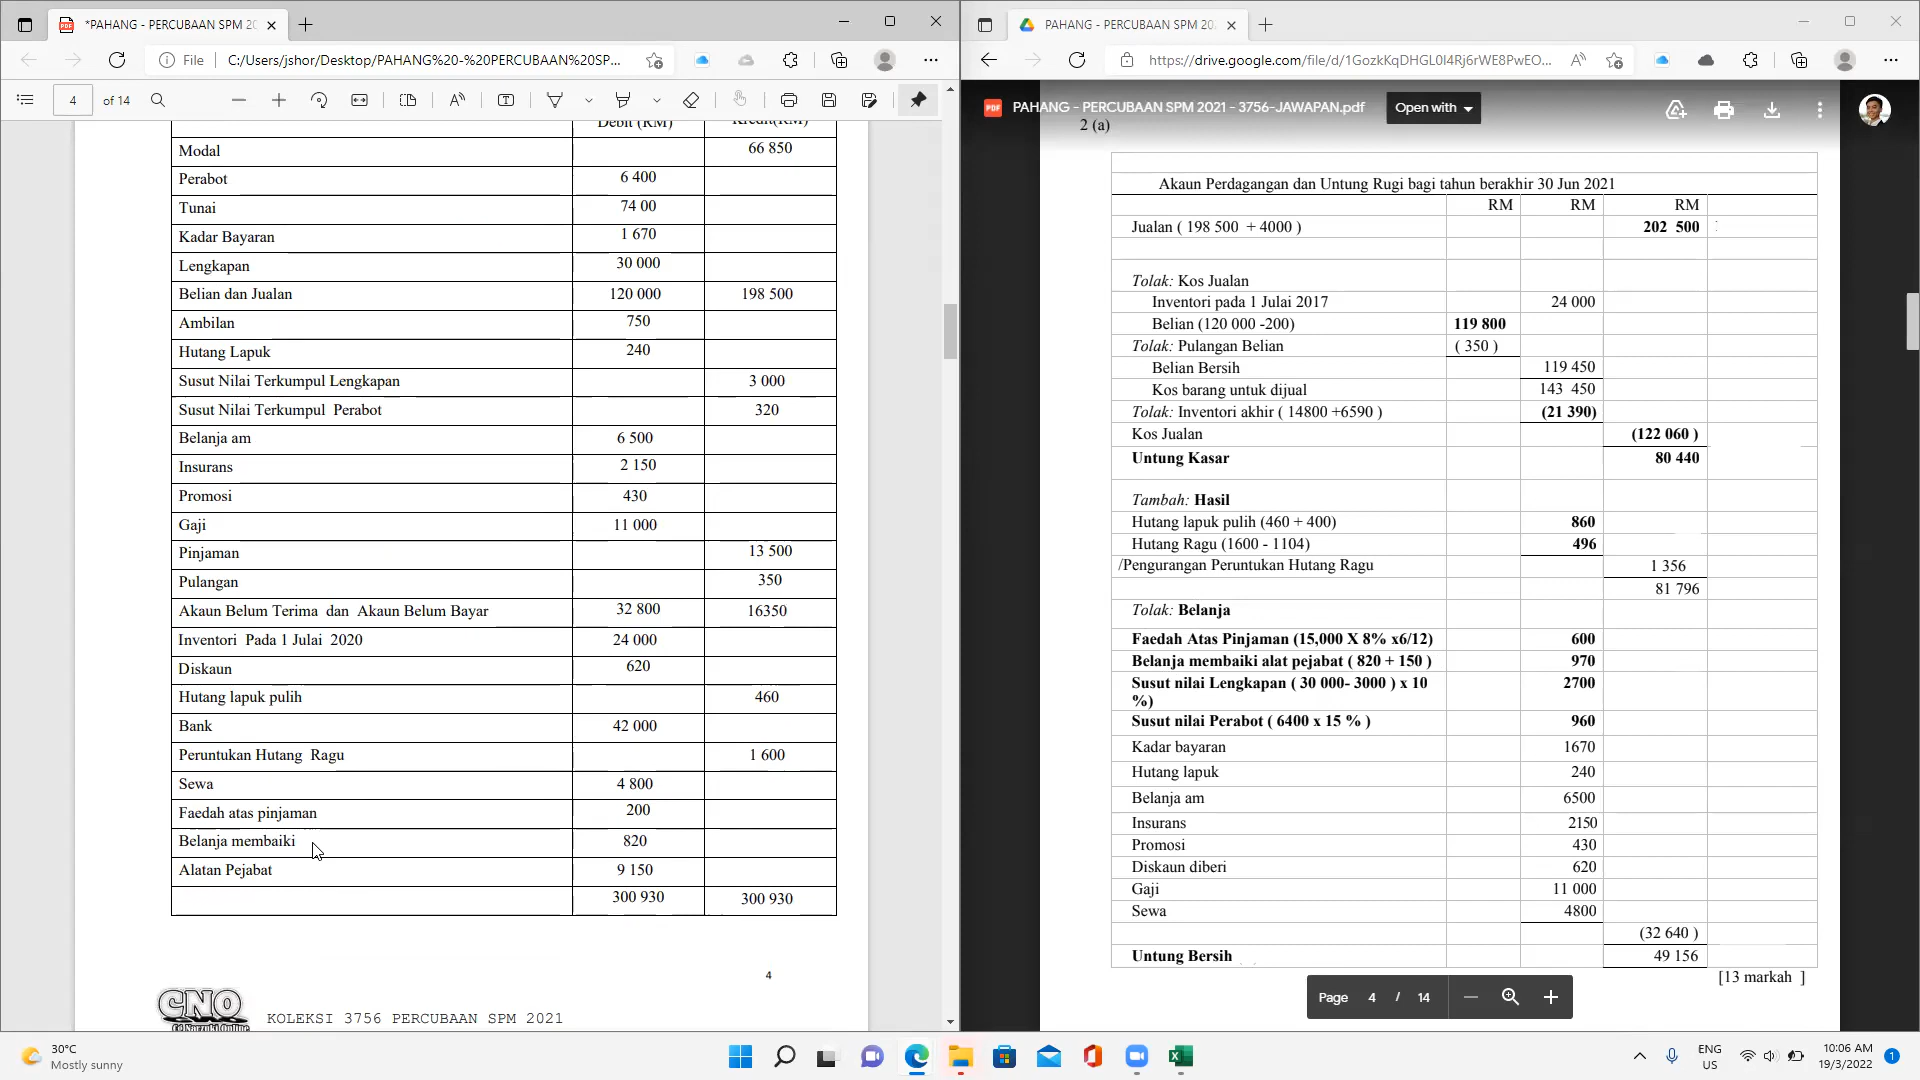 *PAHANG - PERCUBAAN SPM 20
File C:/Users/jshor/Desktop/PAHANG%20-%20PERCUBAAN%20SP...
4 of 14
Debit (RM) Kredit(RM)
Modal 66 850
Perabot 6 400
Tunai 74 00
Kadar Bayaran 1 670
Lengkapan 30 000
Belian dan Jualan 120 000 198 500
Ambilan 750
Hutang Lapuk 240
Susut Nilai Terkumpul Lengkapan 3 000
Susut Nilai Terkumpul Perabot 320
Belanja am 6 500
Insurans 2 150
Promosi 430
Gaji 11 000
Pinjaman 13 500
Pulangan 350
Akaun Belum Terima dan Akaun Belum Bayar 32 800 16350
Inventori Pada 1 Julai 2020 24 000
Diskaun 620
Hutang lapuk pulih 460
Bank 42 000
Peruntukan Hutang Ragu 1 600
Sewa 4 800
Faedah atas pinjaman 200
Belanja membaiki 820
Alatan Pejabat 9 150
300 930 300 930
4
CNO
Cg Norzuki Online
KOLEKSI 3756 PERCUBAAN SPM 2021
PAHANG - PERCUBAAN SPM 20
https://drive.google.com/file/d/1GozkKqDHGL0I4Rj6rWE8PwEO...
PDF PAHANG - PERCUBAAN SPM 2021 - 3756-JAWAPAN.pdf Open with
2 (a)
Akaun Perdagangan dan Untung Rugi bagi tahun berakhir 30 Jun 2021
RM RM RM
Jualan ( 198 500 + 4000 ) 202 500
Tolak: Kos Jualan
Inventori pada 1 Julai 2017 24 000
Belian (120 000 -200) 119 800
Tolak: Pulangan Belian ( 350 )
Belian Bersih 119 450
Kos barang untuk dijual 143 450
Tolak: Inventori akhir ( 14800 +6590 ) (21 390)
Kos Jualan (122 060 )
Untung Kasar 80 440
Tambah: Hasil
Hutang lapuk pulih (460 + 400) 860
Hutang Ragu (1600 - 1104) 496
/Pengurangan Peruntukan Hutang Ragu 1 356
81 796
Tolak: Belanja
Faedah Atas Pinjaman (15,000 X 8% x6/12) 600
Belanja membaiki alat pejabat ( 820 + 150 ) 970
Susut nilai Lengkapan ( 30 000- 3000 ) x 10 2700
%)
Susut nilai Perabot ( 6400 x 15 % ) 960
Kadar bayaran 1670
Hutang lapuk 240
Belanja am 6500
Insurans 2150
Promosi 430
Diskaun diberi 620
Gaji 11 000
Sewa 4800
(32 640 )
Untung Bersih 49 156
[13 markah ]
Page 4 / 14
30°C
Mostly sunny
ENG
US
10:06 AM
19/3/2022
1